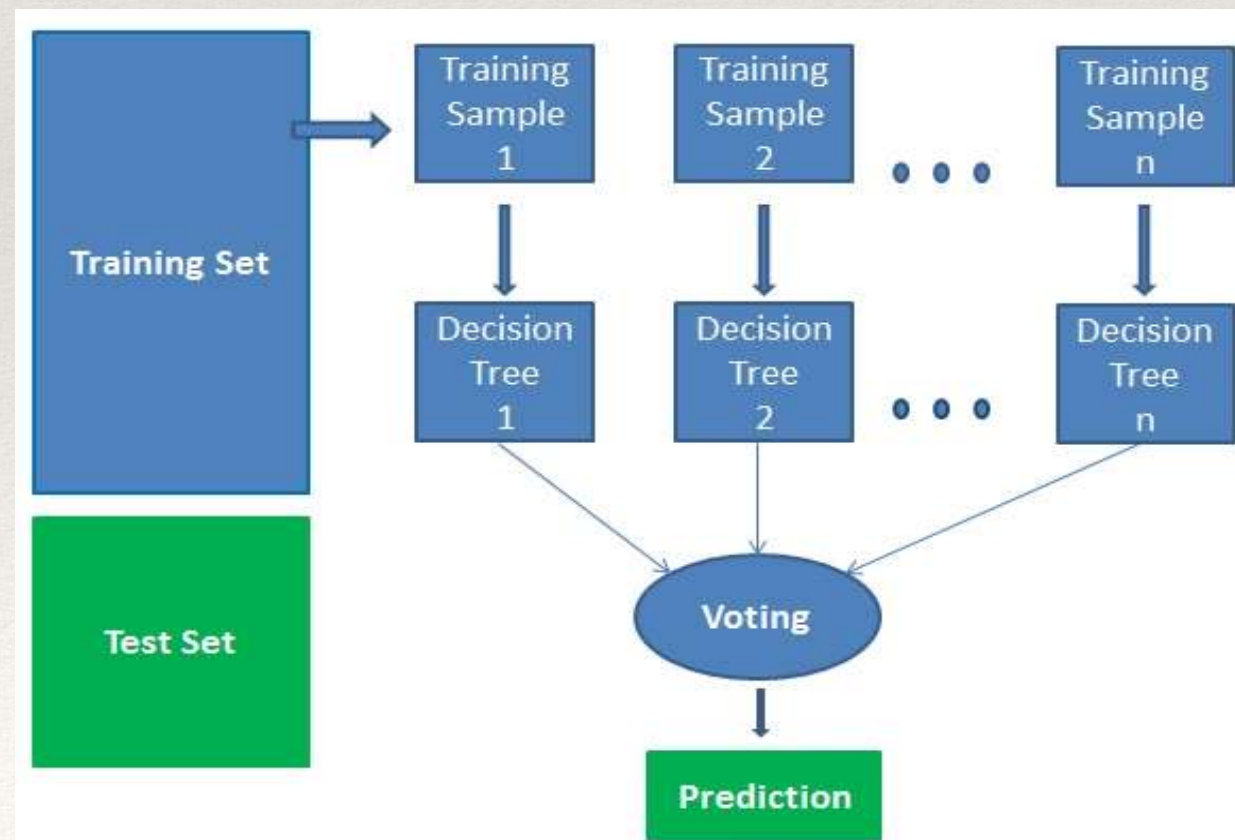 Training Set
Training
Sample
1
Training
Sample
2
Training
Sample
n
Decision
Tree
1
Decision
Tree
2
Decision
Tree
n
Voting
Test Set
Prediction